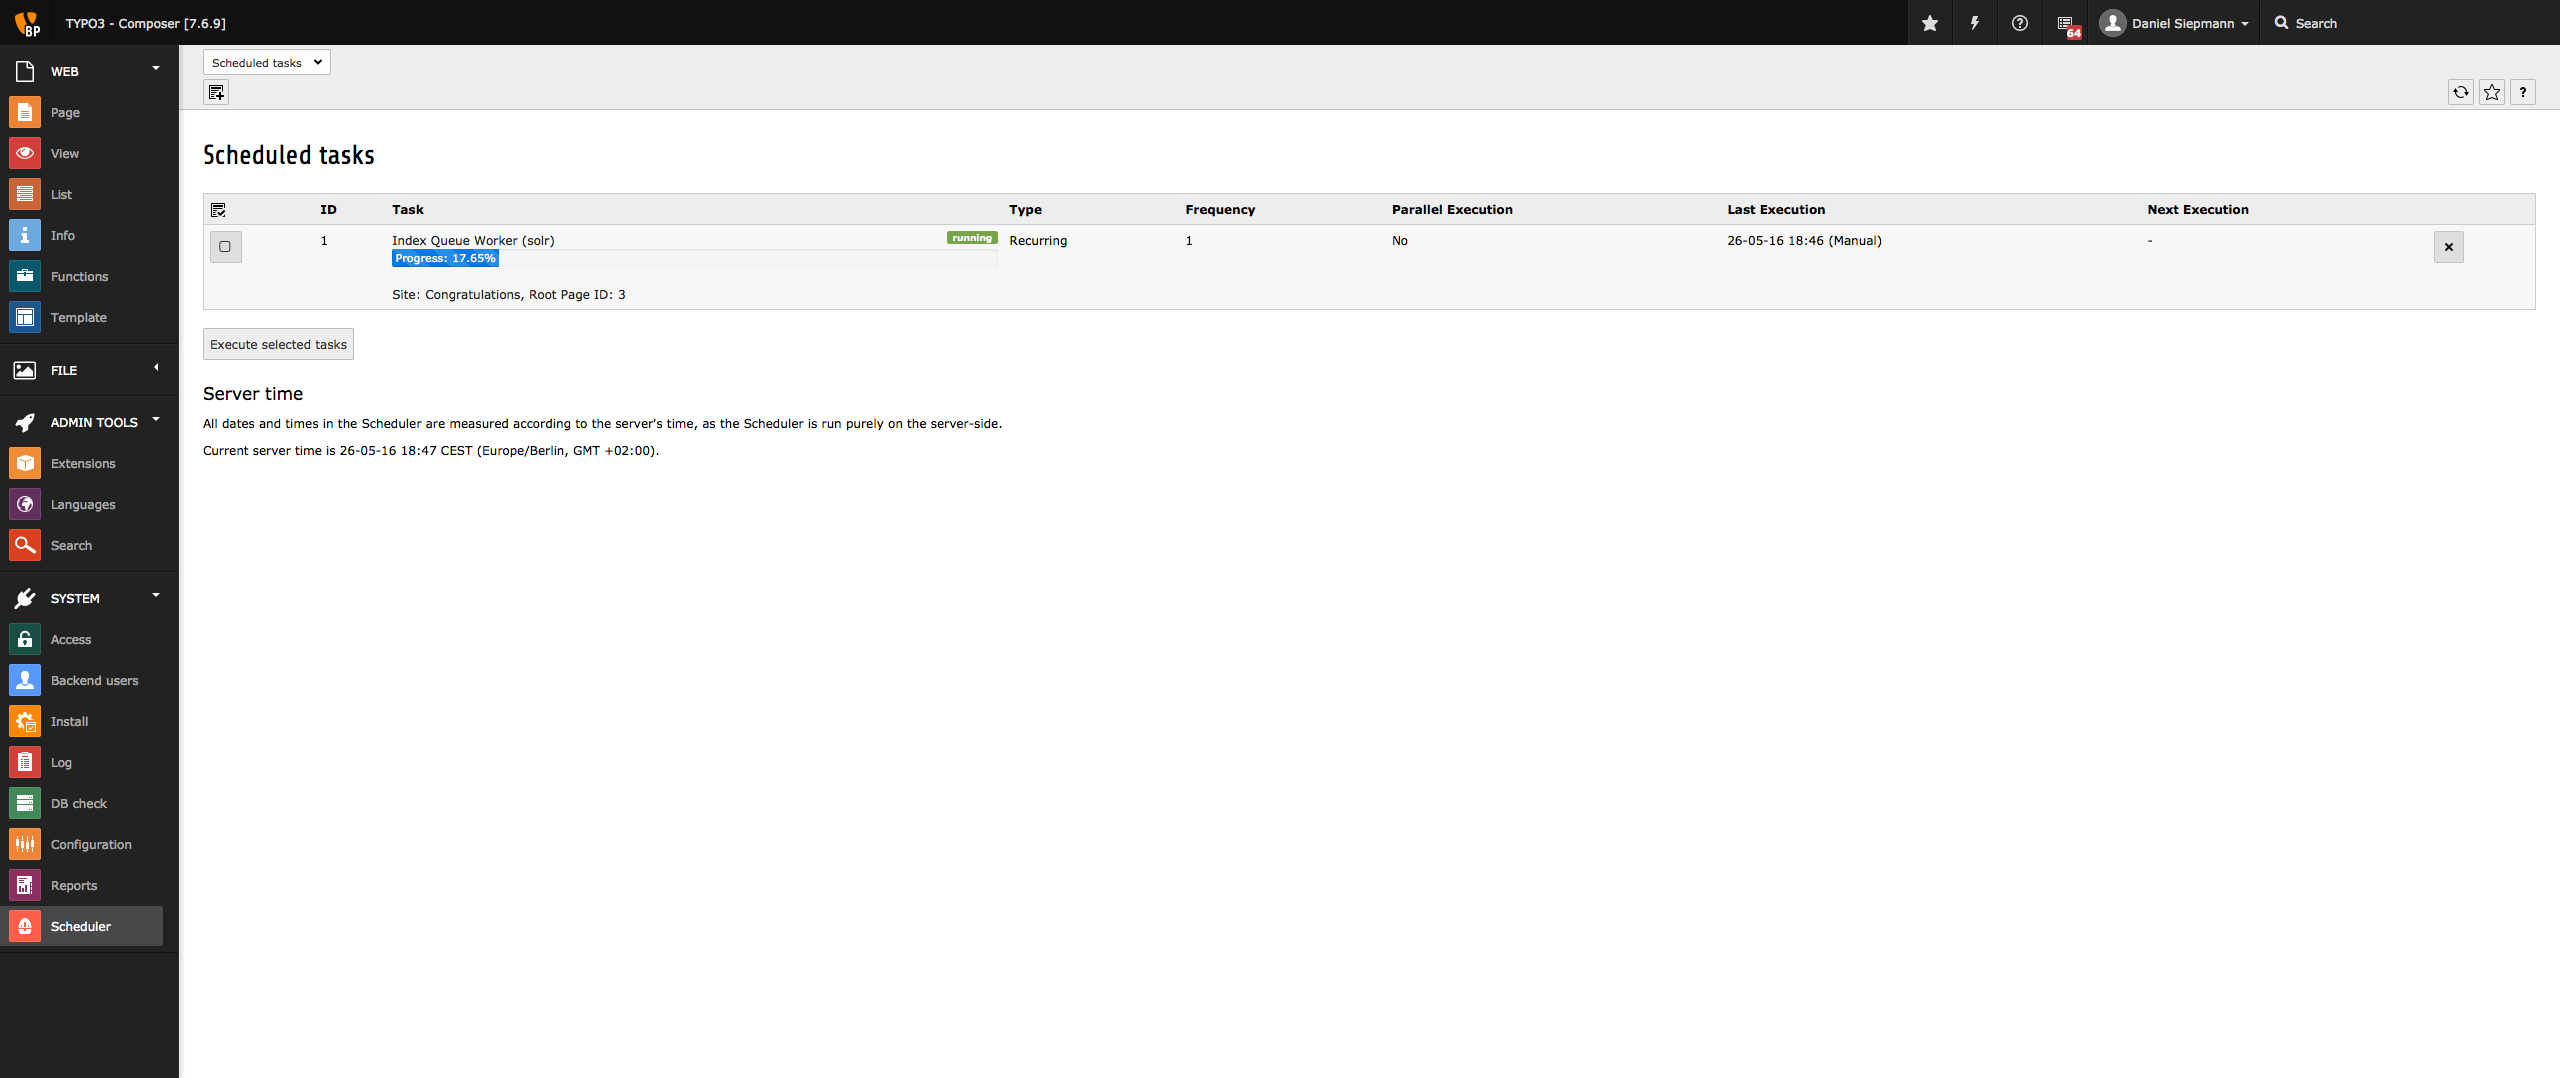 BP TYPO3 - Composer [7.6.9]
64
Daniel Siepmann
Search
WEB
Page
View
List
Info
Functions
Template
FILE
ADMIN TOOLS
Extensions
Languages
Search
SYSTEM
Access
Backend users
Install
Log
DB check
Configuration
Reports
Scheduler
Scheduled tasks
?
Scheduled tasks
ID Task Type Frequency Parallel Execution Last Execution Next Execution
1 Index Queue Worker (solr) running Recurring 1 No 26-05-16 18:46 (Manual) -
Progress: 17.65%
Site: Congratulations, Root Page ID: 3
Execute selected tasks
Server time
All dates and times in the Scheduler are measured according to the server's time, as the Scheduler is run purely on the server-side.
Current server time is 26-05-16 18:47 CEST (Europe/Berlin, GMT +02:00).